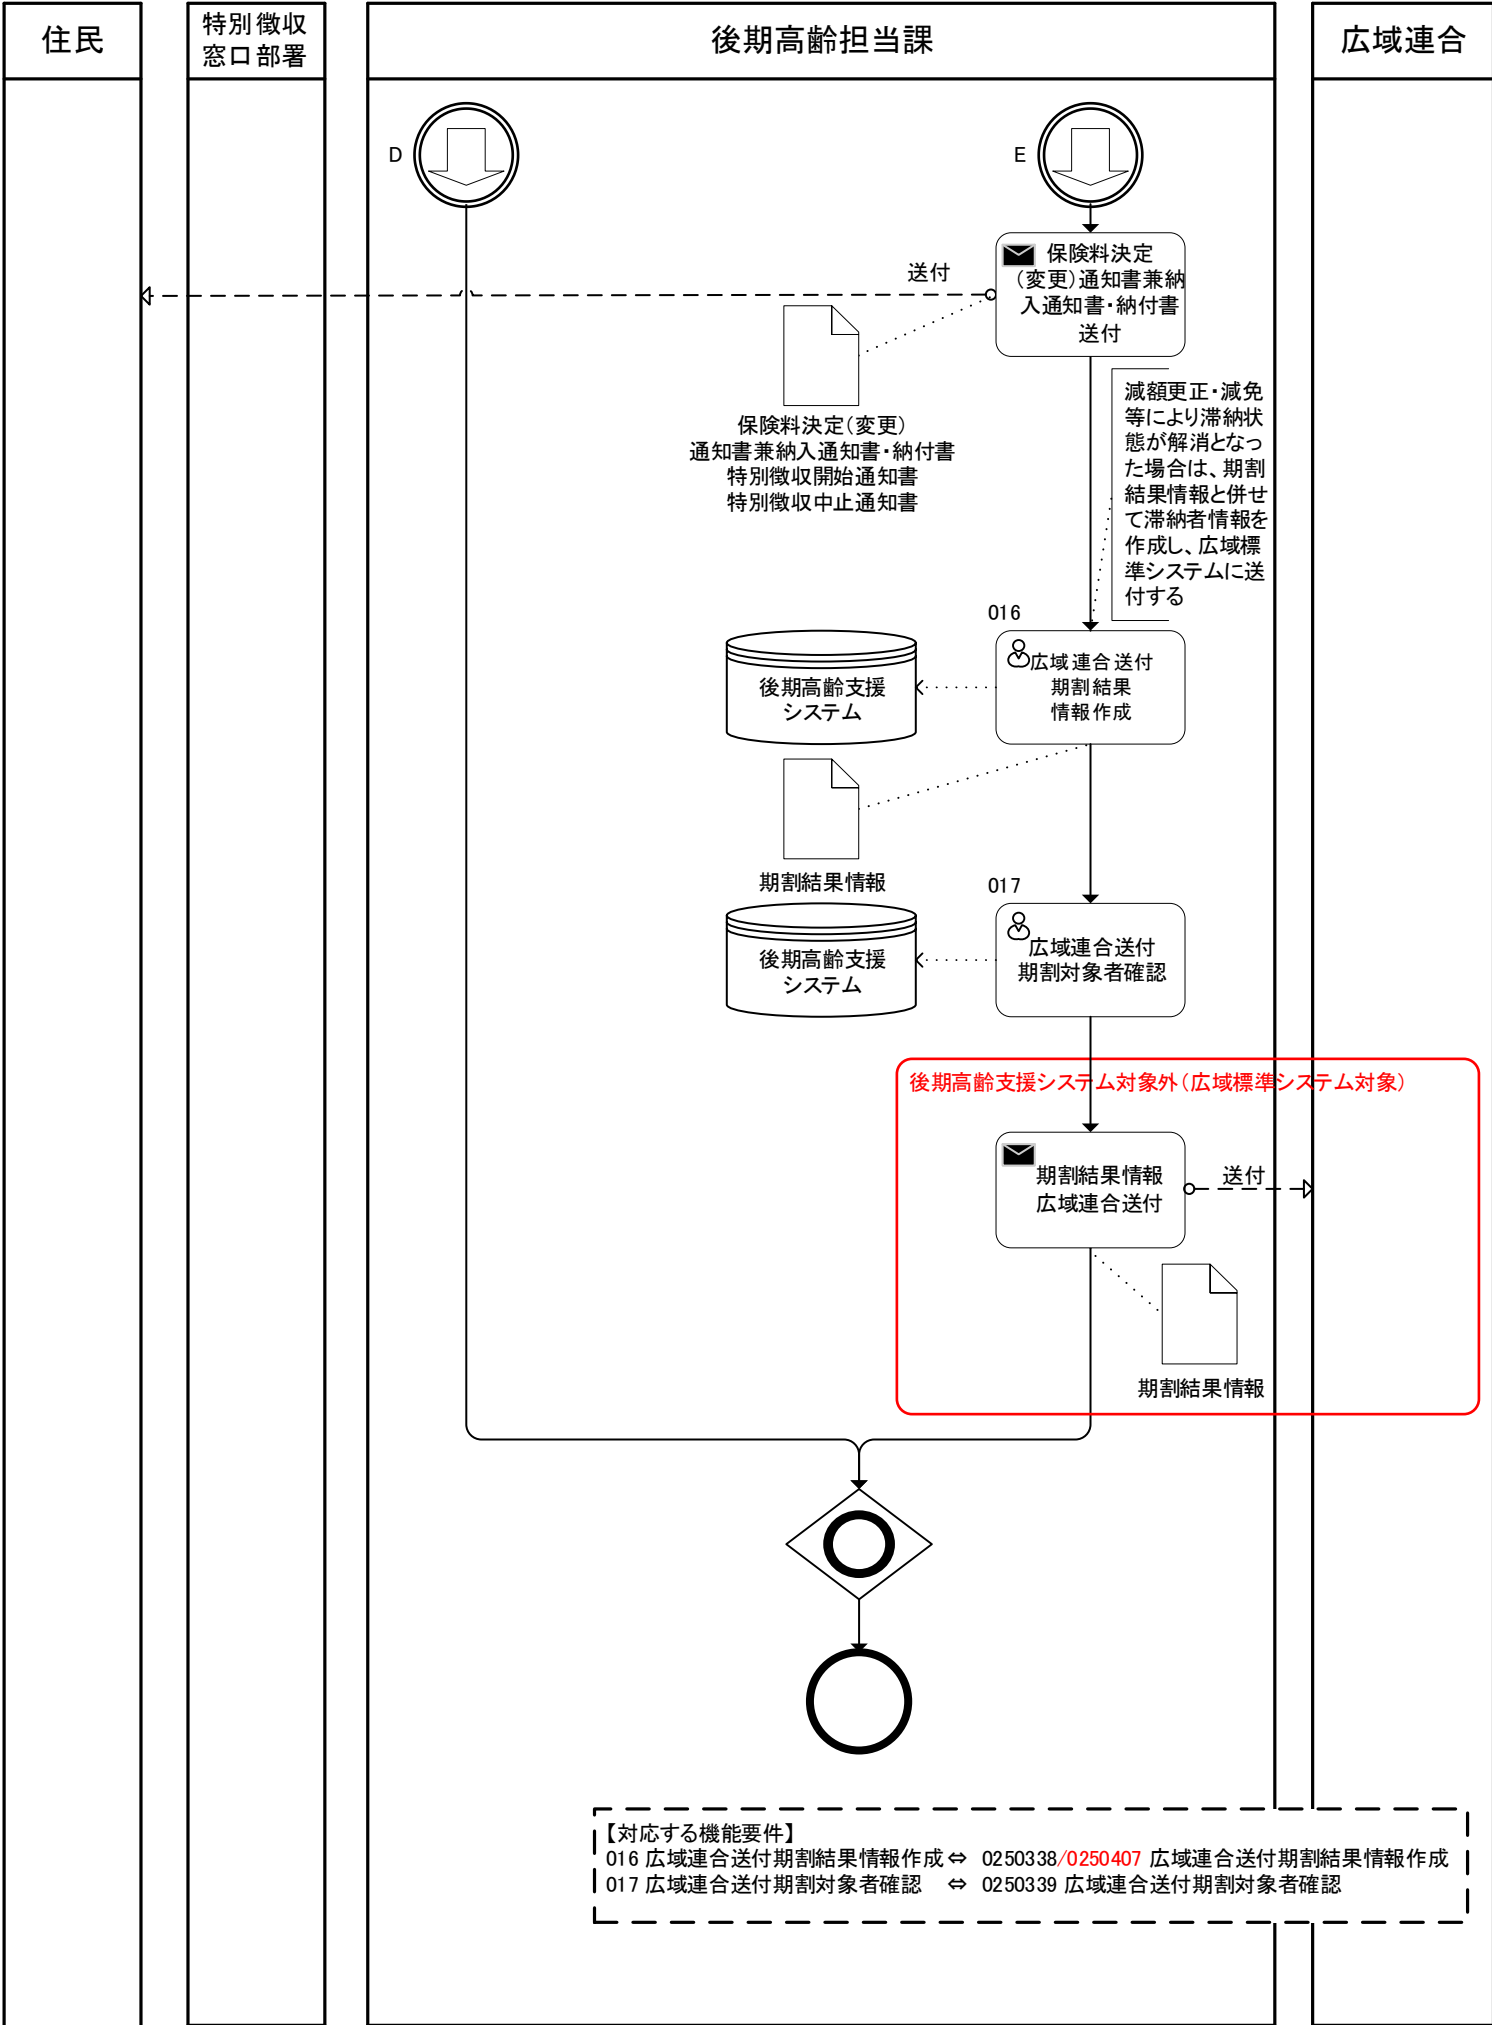 住民
特別徴収
窓口部署
後期高齢担当課
広域連合
D
E
保険料決定
（変更）通知書兼納
入通知書・納付書
送付
送付
保険料決定（変更）
通知書兼納入通知書・納付書
特別徴収開始通知書
特別徴収中止通知書
減額更正・減免
等により滞納状
態が解消となっ
た場合は、期割
結果情報と併せ
て滞納者情報を
作成し、広域標
準システムに送
付する
016
広域連合送付
期割結果
情報作成
後期高齢支援
システム
期割結果情報
017
広域連合送付
期割対象者確認
後期高齢支援
システム
後期高齢支援システム対象外（広域標準システム対象）
期割結果情報
広域連合送付
送付
期割結果情報
【対応する機能要件】
016 広域連合送付期割結果情報作成⇔ 0250338/0250407 広域連合送付期割結果情報作成
017 広域連合送付期割対象者確認 ⇔ 0250339 広域連合送付期割対象者確認